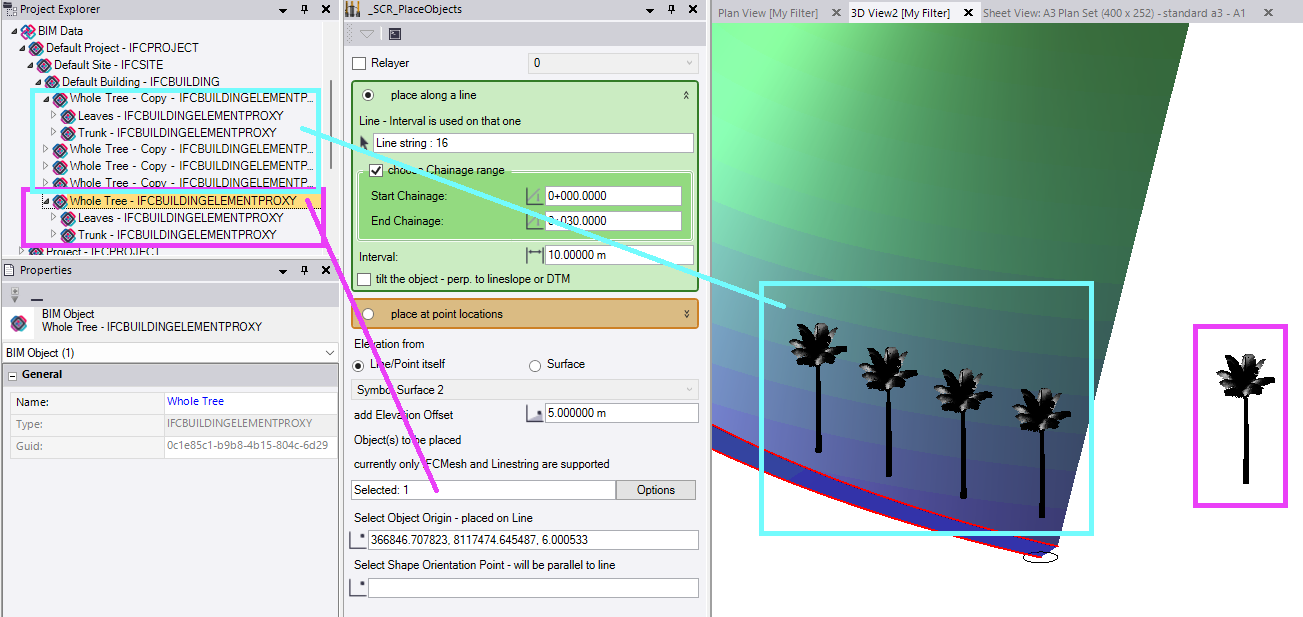 Project Explorer
BIM Data
Default Project - IFCPROJECT
Default Site - IFCSITE
Default Building - IFCBUILDING
Whole Tree - Copy - IFCBUILDINGELEMENTP...
Leaves - IFCBUILDINGELEMENTPROXY
Trunk - IFCBUILDINGELEMENTPROXY
Whole Tree - Copy - IFCBUILDINGELEMENTP...
Whole Tree - Copy - IFCBUILDINGELEMENTP...
Whole Tree - Copy - IFCBUILDINGELEMENTP...
Whole Tree - IFCBUILDINGELEMENTPROXY
Leaves - IFCBUILDINGELEMENTPROXY
Trunk - IFCBUILDINGELEMENTPROXY
Project - IFCPROJECT
Properties
BIM Object
Whole Tree - IFCBUILDINGELEMENTPROXY
BIM Object (1)
General
Name: Whole Tree
Type: IFCBUILDINGELEMENTPROXY
Guid: 0c1e85c1-b9b8-4b15-804c-6d29
_SCR_PlaceObjects
Relayer 0
place along a line
Line - Interval is used on that one
Line string : 16
choose Chainage range
Start Chainage: 0+000.0000
End Chainage: 0+030.0000
Interval: 10.00000 m
tilt the object - perp. to lineslope or DTM
place at point locations
Elevation from
Line/Point itself Surface
Symbol Surface 2
add Elevation Offset 5.000000 m
Object(s) to be placed
currently only IFCMesh and Linestring are supported
Selected: 1 Options
Select Object Origin - placed on Line
366846.707823, 8117474.645487, 6.000533
Select Shape Orientation Point - will be parallel to line
Plan View [My Filter] 3D View2 [My Filter] Sheet View: A3 Plan Set (400 x 252) - standard a3 - A1